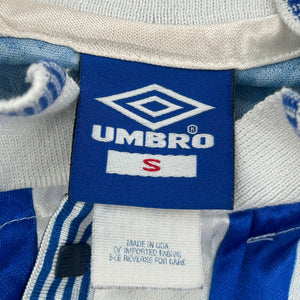 UMBRO
S
MADE IN USA
OF IMPORTED FABRIC
SEE REVERSE FOR CARE